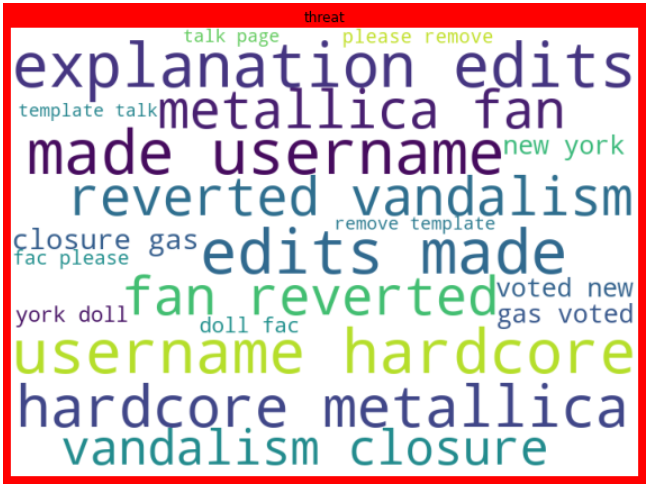 threat
talk page please remove
explanation edits
template talk metallica fan
made username new york
reverted vandalism
remove template
closure gas edits made
fac please
fan reverted voted new
york doll doll fac gas voted
username hardcore
hardcore metallica
vandalism closure